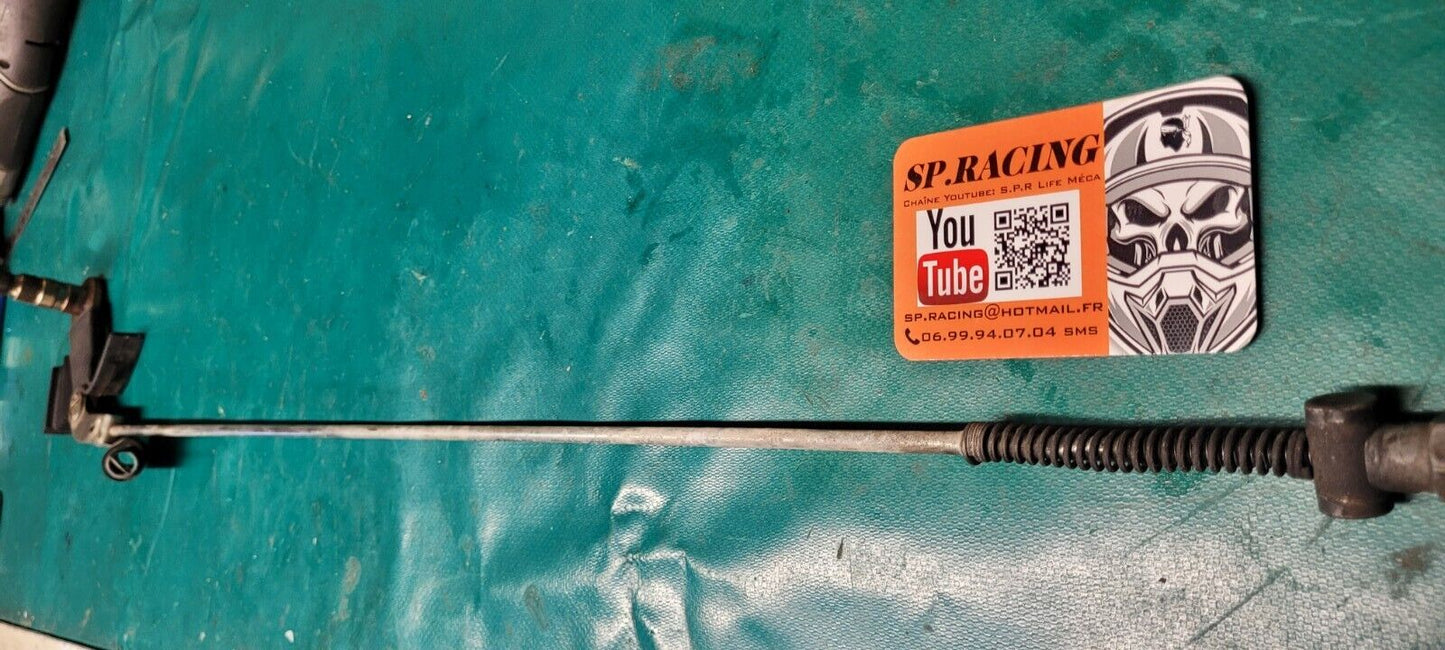 SP.RACING
Chaîne Youtube: S.P.R Life Méca
You
Tube
SP.RACING@HOTMAIL.FR
06.99.94.07.04 SMS